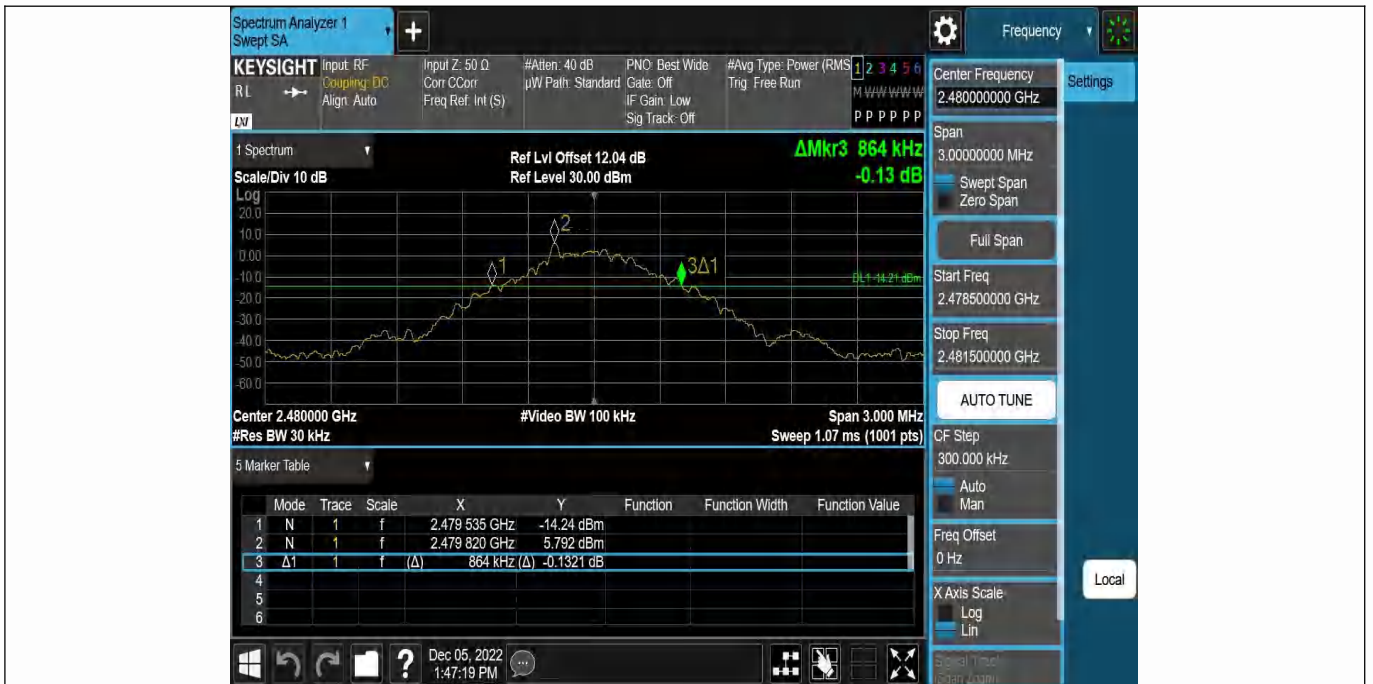 Spectrum Analyzer 1
Swept SA
+
Frequency
KEYSIGHT
RL
LXI
Input: RF
Coupling: DC
Align: Auto
Input Z: 50 Ω
Corr CCorr
Freq Ref: Int (S)
#Atten: 40 dB
µW Path: Standard
PNO: Best Wide
Gate: Off
IF Gain: Low
Sig Track: Off
#Avg Type: Power (RMS
Trig: Free Run
1 2 3 4 5 6
M W W W W W
P P P P P P
1 Spectrum
Scale/Div 10 dB
Ref Lvl Offset 12.04 dB
Ref Level 30.00 dBm
ΔMkr3 864 kHz
-0.13 dB
Log
20.0
10.0
0.00
-10.0
-20.0
-30.0
-40.0
-50.0
-60.0
1
2
3Δ1
DL1 -14.21 dBm
Center 2.480000 GHz
#Res BW 30 kHz
#Video BW 100 kHz
Span 3.000 MHz
Sweep 1.07 ms (1001 pts)
5 Marker Table
Mode Trace Scale X Y Function Function Width Function Value
1 N 1 f 2.479 535 GHz -14.24 dBm
2 N 1 f 2.479 820 GHz 5.792 dBm
3 Δ1 1 f (Δ) 864 kHz (Δ) -0.1321 dB
4
5
6
?
Dec 05, 2022
1:47:19 PM
Center Frequency
2.480000000 GHz
Settings
Span
3.00000000 MHz
Swept Span
Zero Span
Full Span
Start Freq
2.478500000 GHz
Stop Freq
2.481500000 GHz
AUTO TUNE
CF Step
300.000 kHz
Auto
Man
Freq Offset
0 Hz
X Axis Scale
Log
Lin
Local
Signal Track
(Span Zoom)